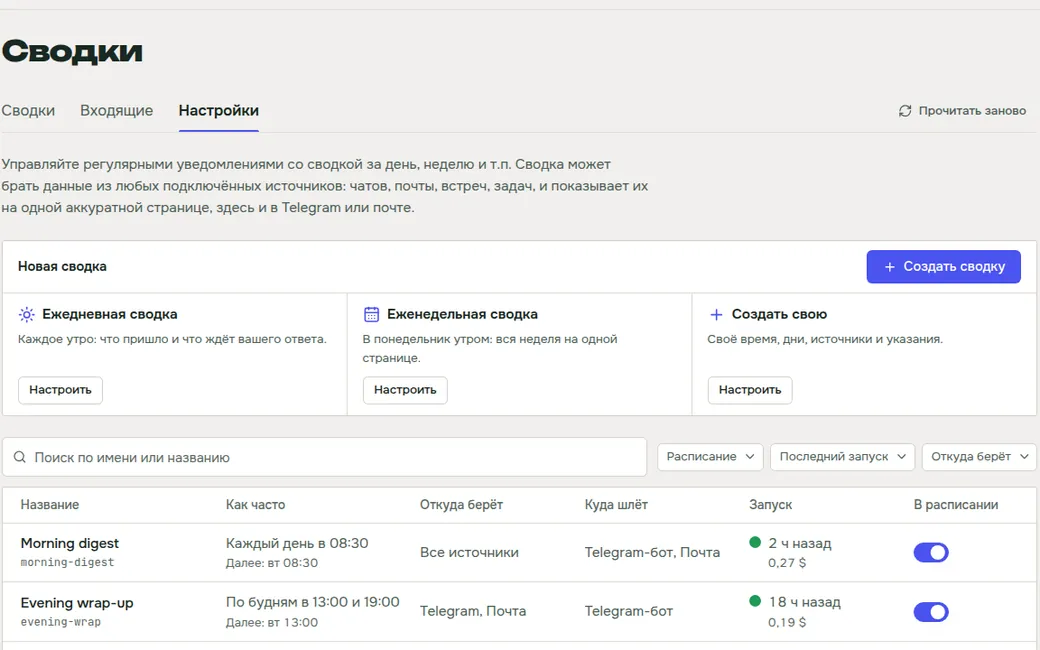 Сводки
Сводки Входящие Настройки Прочитать заново
Управляйте регулярными уведомлениями со сводкой за день, неделю и т.п. Сводка может
брать данные из любых подключённых источников: чатов, почты, встреч, задач, и показывает их
на одной аккуратной странице, здесь и в Telegram или почте.
Новая сводка + Создать сводку
Ежедневная сводка
Каждое утро: что пришло и что ждёт вашего ответа.
Настроить
Еженедельная сводка
В понедельник утром: вся неделя на одной
странице.
Настроить
Создать свою
Своё время, дни, источники и указания.
Настроить
Поиск по имени или названию Расписание Последний запуск Откуда берёт
Название Как часто Откуда берёт Куда шлёт Запуск В расписании
Morning digest Каждый день в 08:30 Все источники Telegram-бот, Почта 2 ч назад
morning-digest Далее: вт 08:30 0,27 $
Evening wrap-up По будням в 13:00 и 19:00 Telegram, Почта Telegram-бот 18 ч назад
evening-wrap Далее: вт 13:00 0,19 $